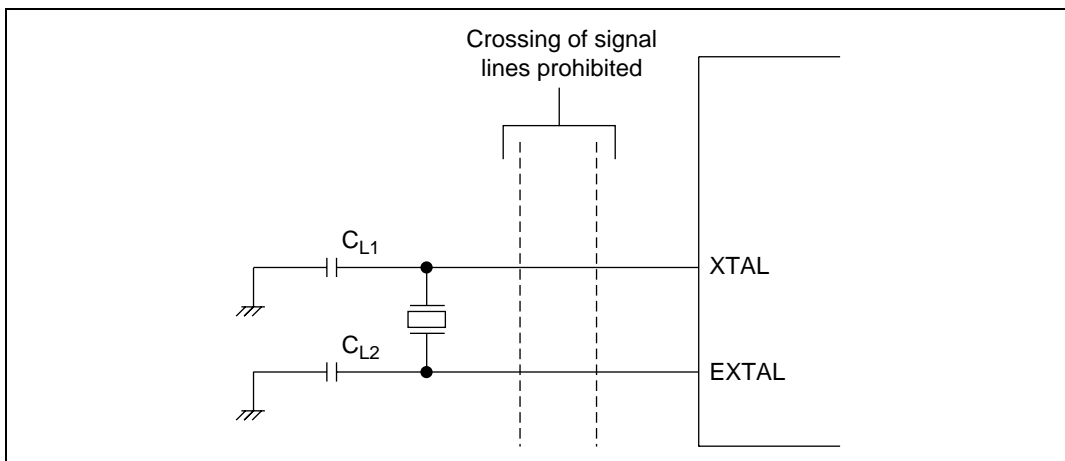 Crossing of signal
lines prohibited
CL1
XTAL
CL2
EXTAL